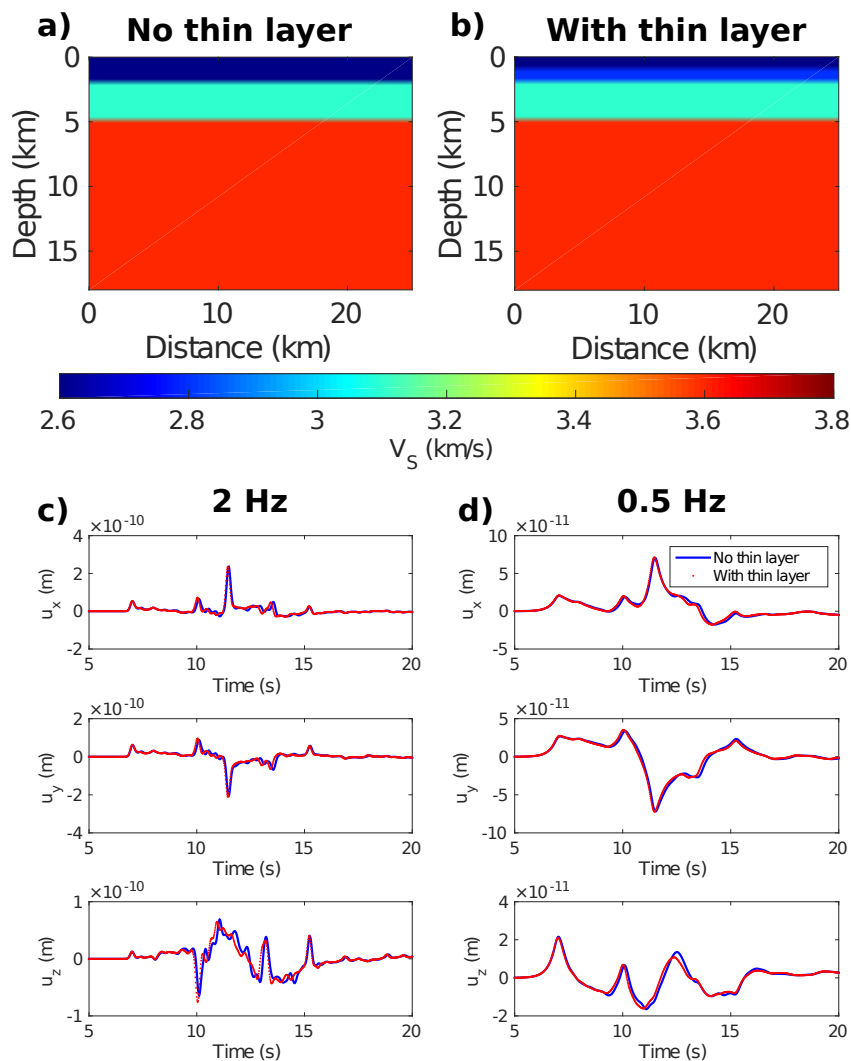 a) No thin layer
b) With thin layer
0
5
10
15
Depth (km)
0 10 20
Distance (km)
0
5
10
15
Depth (km)
0 10 20
Distance (km)
2.6 2.8 3 3.2 3.4 3.6 3.8
V_S (km/s)
c) 2 Hz
×10⁻¹⁰
4
2
0
-2
u_x (m)
5 10 15 20
Time (s)
×10⁻¹⁰
2
0
-2
-4
u_y (m)
5 10 15 20
Time (s)
×10⁻¹⁰
1
0
-1
u_z (m)
5 10 15 20
Time (s)
d) 0.5 Hz
×10⁻¹¹
10
5
0
-5
u_x (m)
No thin layer
With thin layer
5 10 15 20
Time (s)
×10⁻¹¹
5
0
-5
-10
u_y (m)
5 10 15 20
Time (s)
×10⁻¹¹
4
2
0
-2
u_z (m)
5 10 15 20
Time (s)